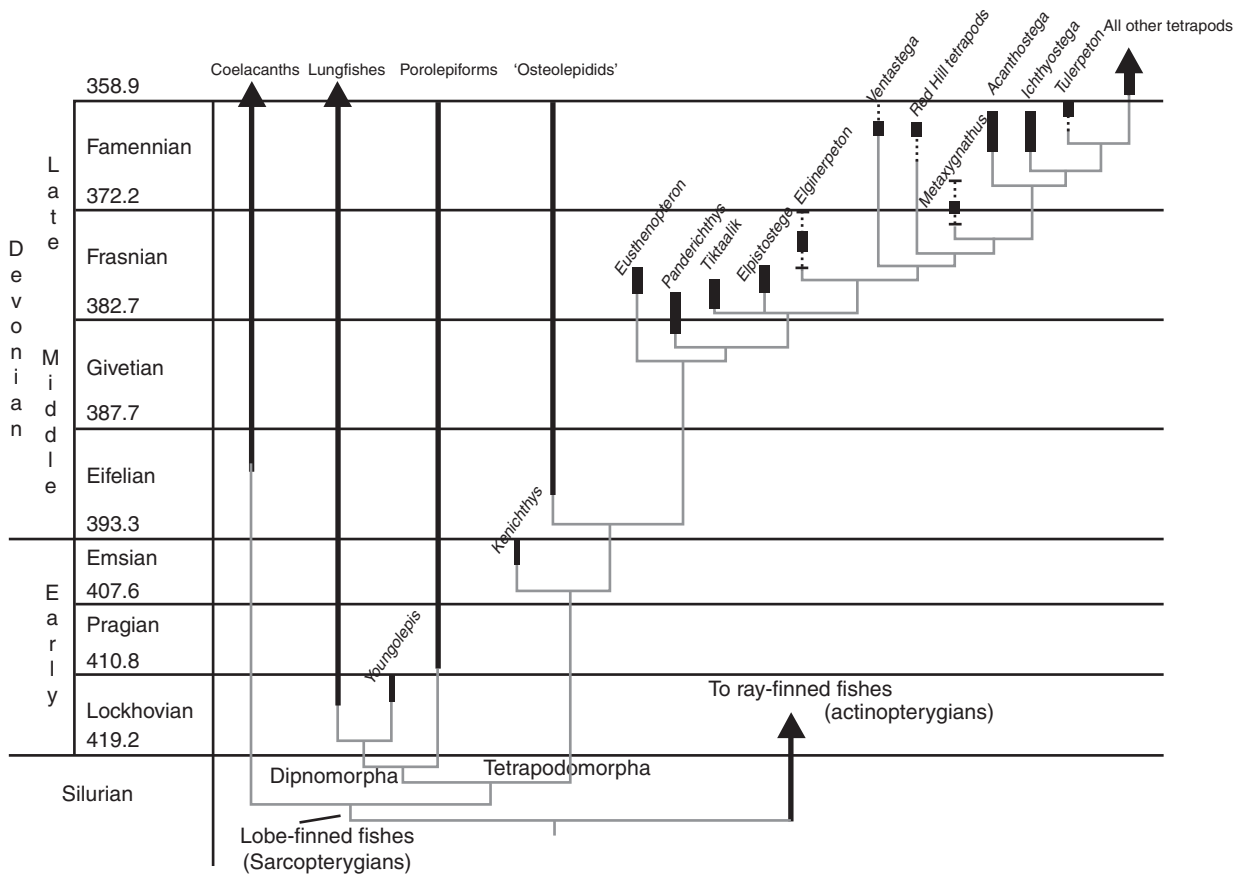 All other tetrapods
Coelacanths
Lungfishes
Porolepiforms
‘Osteolepidids’
Ventastega
Red Hill tetrapods
Acanthostega
Ichthyostega
Tulerpeton
358.9
Famennian
372.2
Metaxygnathus
Elginerpeton
Eusthenopteron
Panderichthys
Tiktaalik
Elpistostege
Frasnian
382.7
Givetian
387.7
Eifelian
393.3
Kenichthys
Emsian
407.6
Pragian
410.8
Youngolepis
Lockhovian
419.2
Devonian
Late
Middle
Early
To ray-finned fishes
(actinopterygians)
Dipnomorpha
Tetrapodomorpha
Silurian
Lobe-finned fishes
(Sarcopterygians)